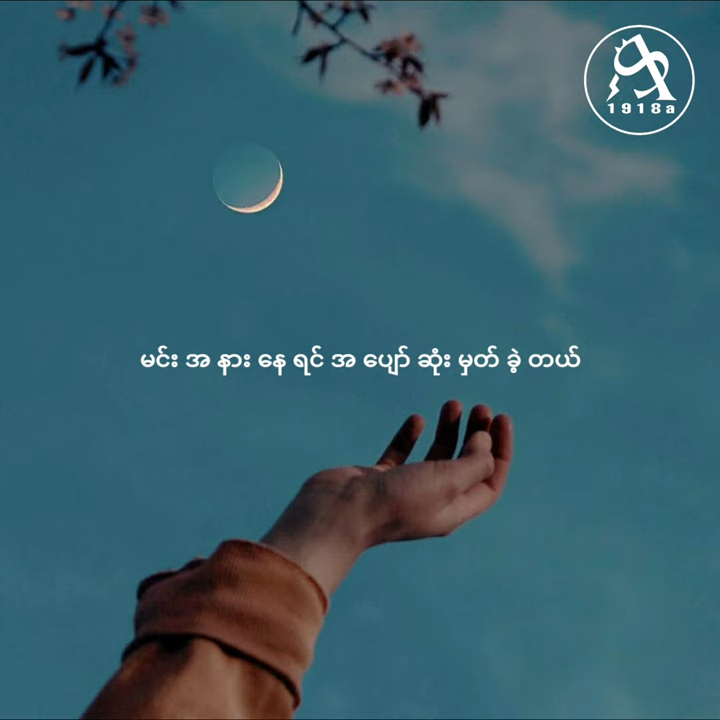 1918a
မင်း အ နား နေ ရင် အ ပျော် ဆုံး မှတ် ခဲ့ တယ်